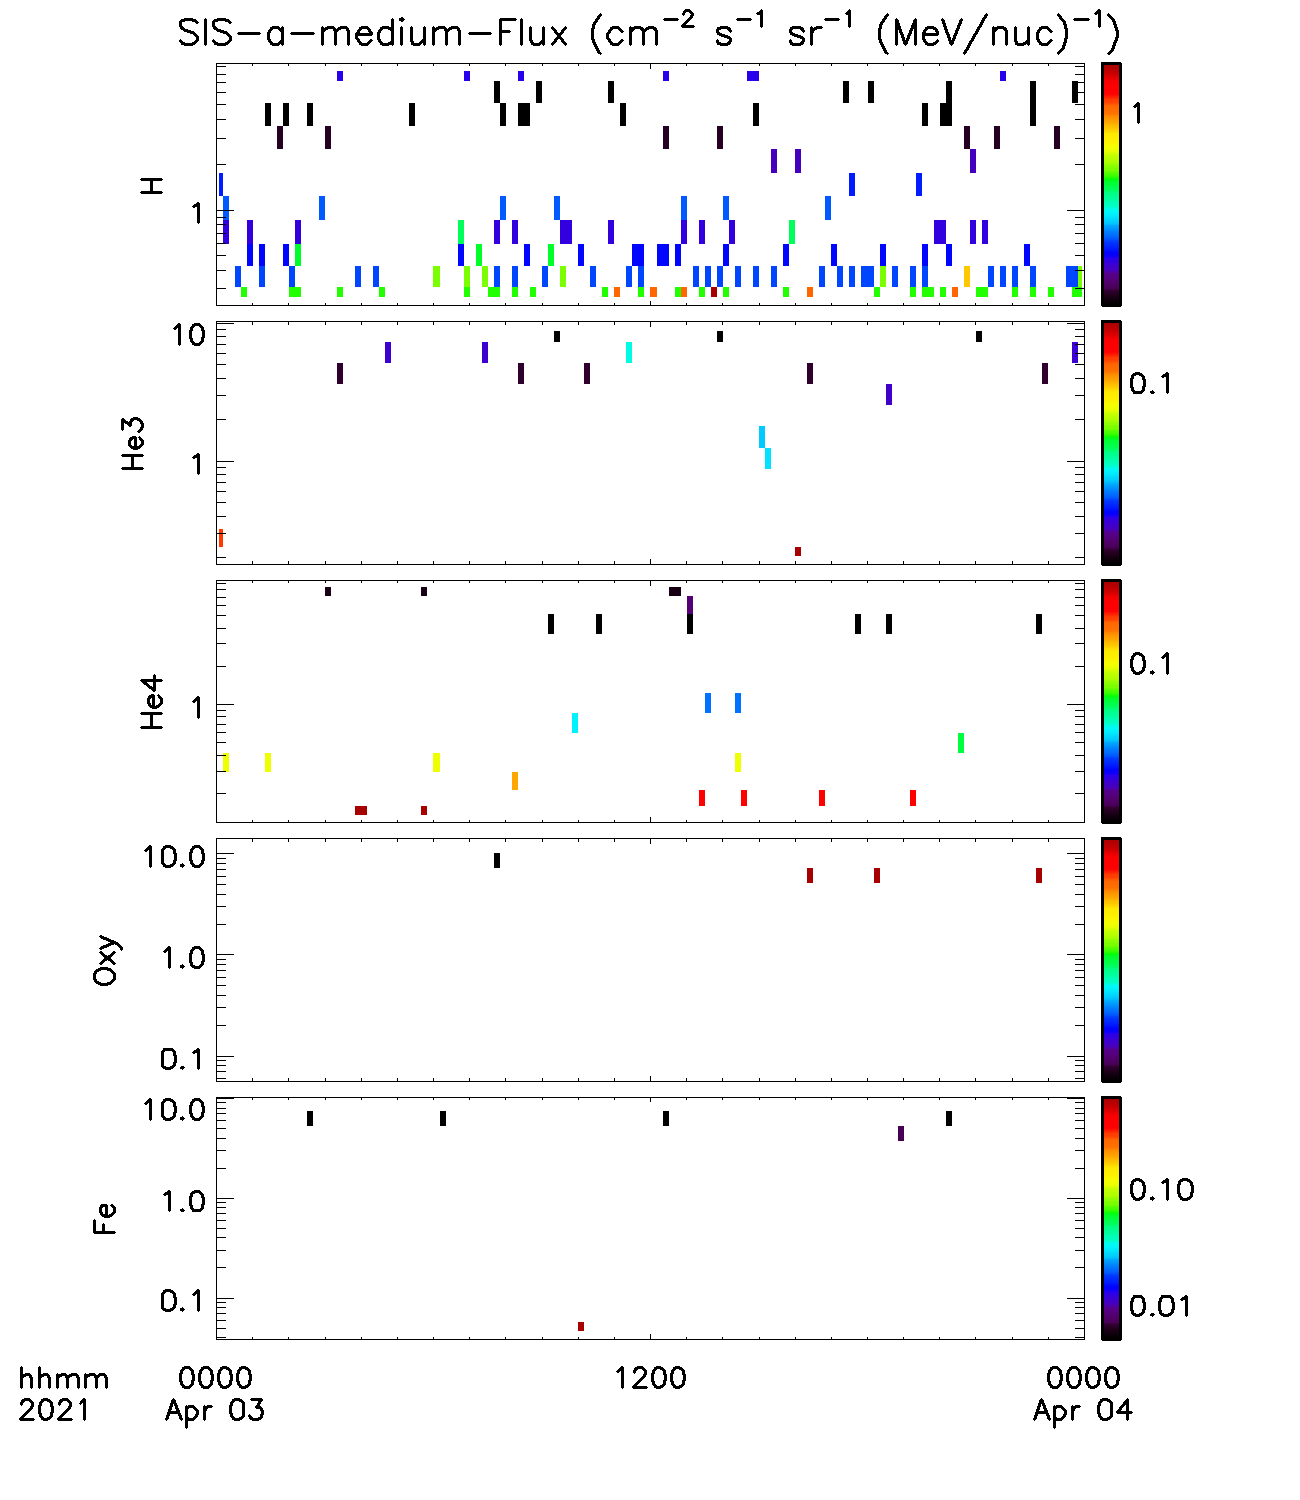 SIS-a-medium-Flux (cm⁻² s⁻¹ sr⁻¹ (MeV/nuc)⁻¹)
H
1
1
He3
10
1
0.1
He4
1
0.1
Oxy
10.0
1.0
0.1
Fe
10.0
1.0
0.1
0.10
0.01
hhmm 0000 1200 0000
2021 Apr 03 Apr 04